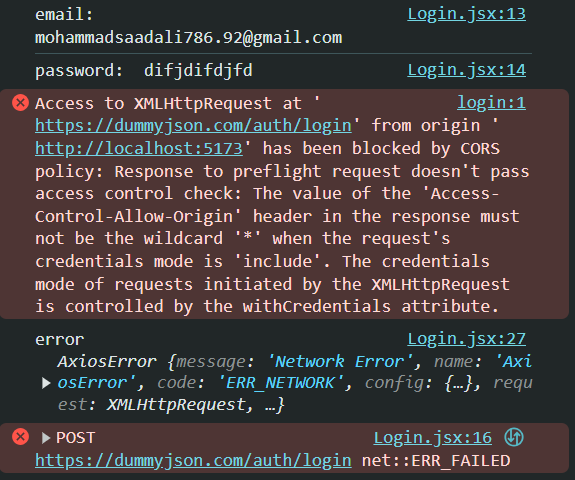 email: Login.jsx:13
mohammadsaadali786.92@gmail.com
password: difjdifdjfd Login.jsx:14
Access to XMLHttpRequest at ' login:1
https://dummyjson.com/auth/login' from origin '
http://localhost:5173' has been blocked by CORS
policy: Response to preflight request doesn't pass
access control check: The value of the 'Access-
Control-Allow-Origin' header in the response must
not be the wildcard '*' when the request's
credentials mode is 'include'. The credentials
mode of requests initiated by the XMLHttpRequest
is controlled by the withCredentials attribute.
error Login.jsx:27
AxiosError {message: 'Network Error', name: 'Axi
osError', code: 'ERR_NETWORK', config: {…}, requ
est: XMLHttpRequest, …}
POST Login.jsx:16
https://dummyjson.com/auth/login net::ERR_FAILED